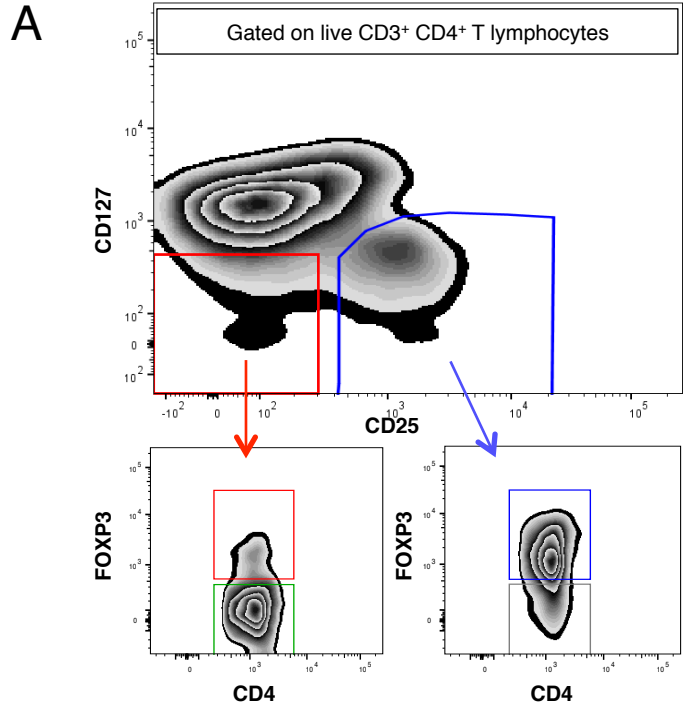 A
Gated on live CD3⁺ CD4⁺ T lymphocytes
CD127
10⁵
10⁴
10³
10²
0
10²
-10² 0 10² 10³ 10⁴ 10⁵
CD25
FOXP3
10⁵
10⁴
10³
0
0 10³ 10⁴ 10⁵
CD4
FOXP3
10⁵
10⁴
10³
0
0 10³ 10⁴ 10⁵
CD4